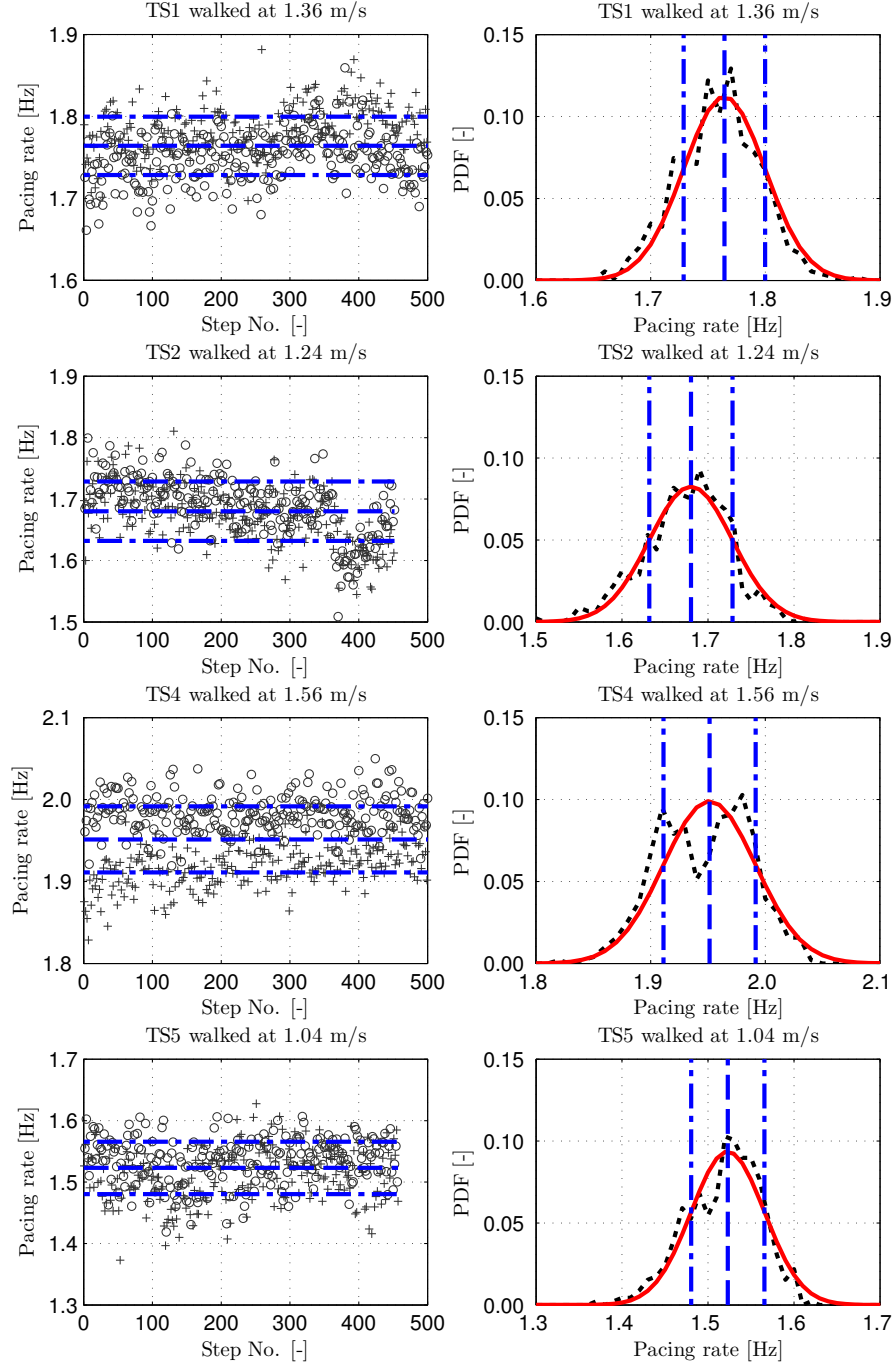 TS1 walked at 1.36 m/s
TS1 walked at 1.36 m/s
Pacing rate [Hz]
1.9
1.8
1.7
1.6
0 100 200 300 400 500
Step No. [-]
PDF [-]
0.15
0.10
0.05
0.00
1.6 1.7 1.8 1.9
Pacing rate [Hz]
TS2 walked at 1.24 m/s
TS2 walked at 1.24 m/s
Pacing rate [Hz]
1.9
1.8
1.7
1.6
1.5
0 100 200 300 400 500
Step No. [-]
PDF [-]
0.15
0.10
0.05
0.00
1.5 1.6 1.7 1.8 1.9
Pacing rate [Hz]
TS4 walked at 1.56 m/s
TS4 walked at 1.56 m/s
Pacing rate [Hz]
2.1
2.0
1.9
1.8
0 100 200 300 400 500
Step No. [-]
PDF [-]
0.15
0.10
0.05
0.00
1.8 1.9 2.0 2.1
Pacing rate [Hz]
TS5 walked at 1.04 m/s
TS5 walked at 1.04 m/s
Pacing rate [Hz]
1.7
1.6
1.5
1.4
1.3
0 100 200 300 400 500
Step No. [-]
PDF [-]
0.15
0.10
0.05
0.00
1.3 1.4 1.5 1.6 1.7
Pacing rate [Hz]